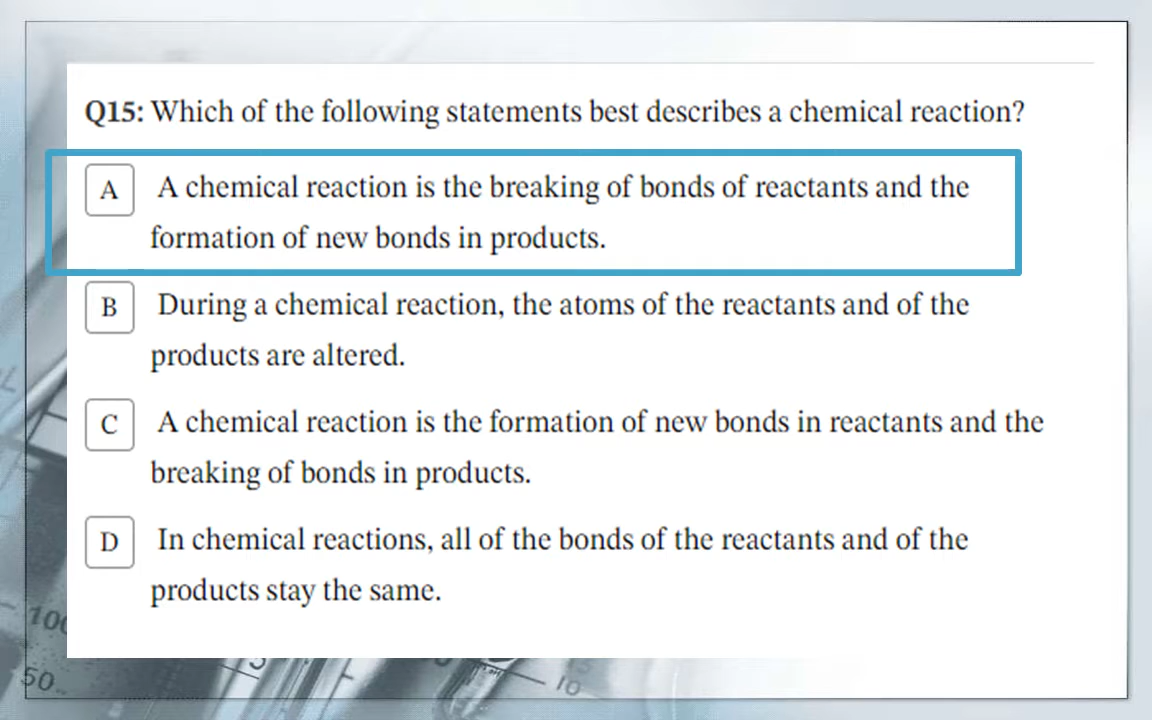 Q15: Which of the following statements best describes a chemical reaction?
A A chemical reaction is the breaking of bonds of reactants and the
formation of new bonds in products.
B During a chemical reaction, the atoms of the reactants and of the
products are altered.
C A chemical reaction is the formation of new bonds in reactants and the
breaking of bonds in products.
D In chemical reactions, all of the bonds of the reactants and of the
products stay the same.
50
10